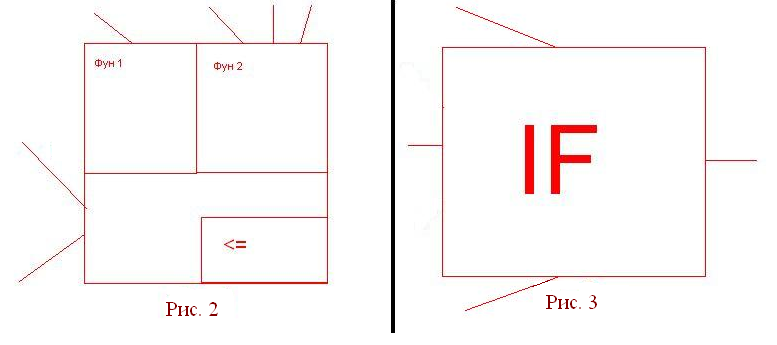 Фун 1
Фун 2
<=
Рис. 2
IF
Рис. 3